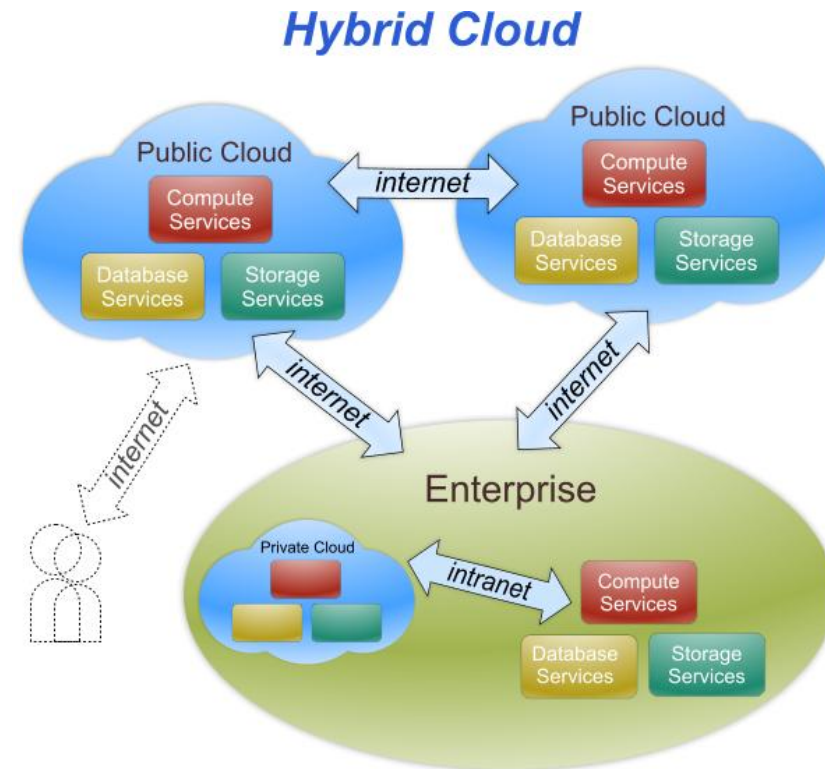 Hybrid Cloud
Public Cloud
Compute
Services
Database
Services
Storage
Services
internet
Public Cloud
Compute
Services
Database
Services
Storage
Services
internet
internet
internet
Enterprise
Private Cloud
intranet
Compute
Services
Database
Services
Storage
Services